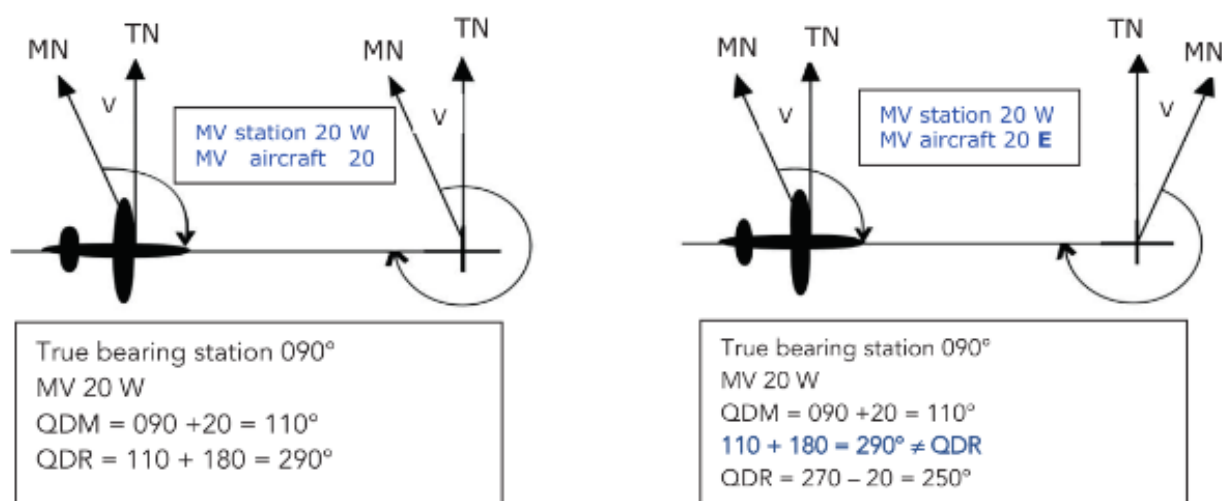 MN
TN
V
MV station 20 W
MV aircraft 20
MN
TN
V
True bearing station 090°
MV 20 W
QDM = 090 +20 = 110°
QDR = 110 + 180 = 290°
MN
TN
V
MV station 20 W
MV aircraft 20 E
TN
MN
V
True bearing station 090°
MV 20 W
QDM = 090 +20 = 110°
110 + 180 = 290° ≠ QDR
QDR = 270 – 20 = 250°